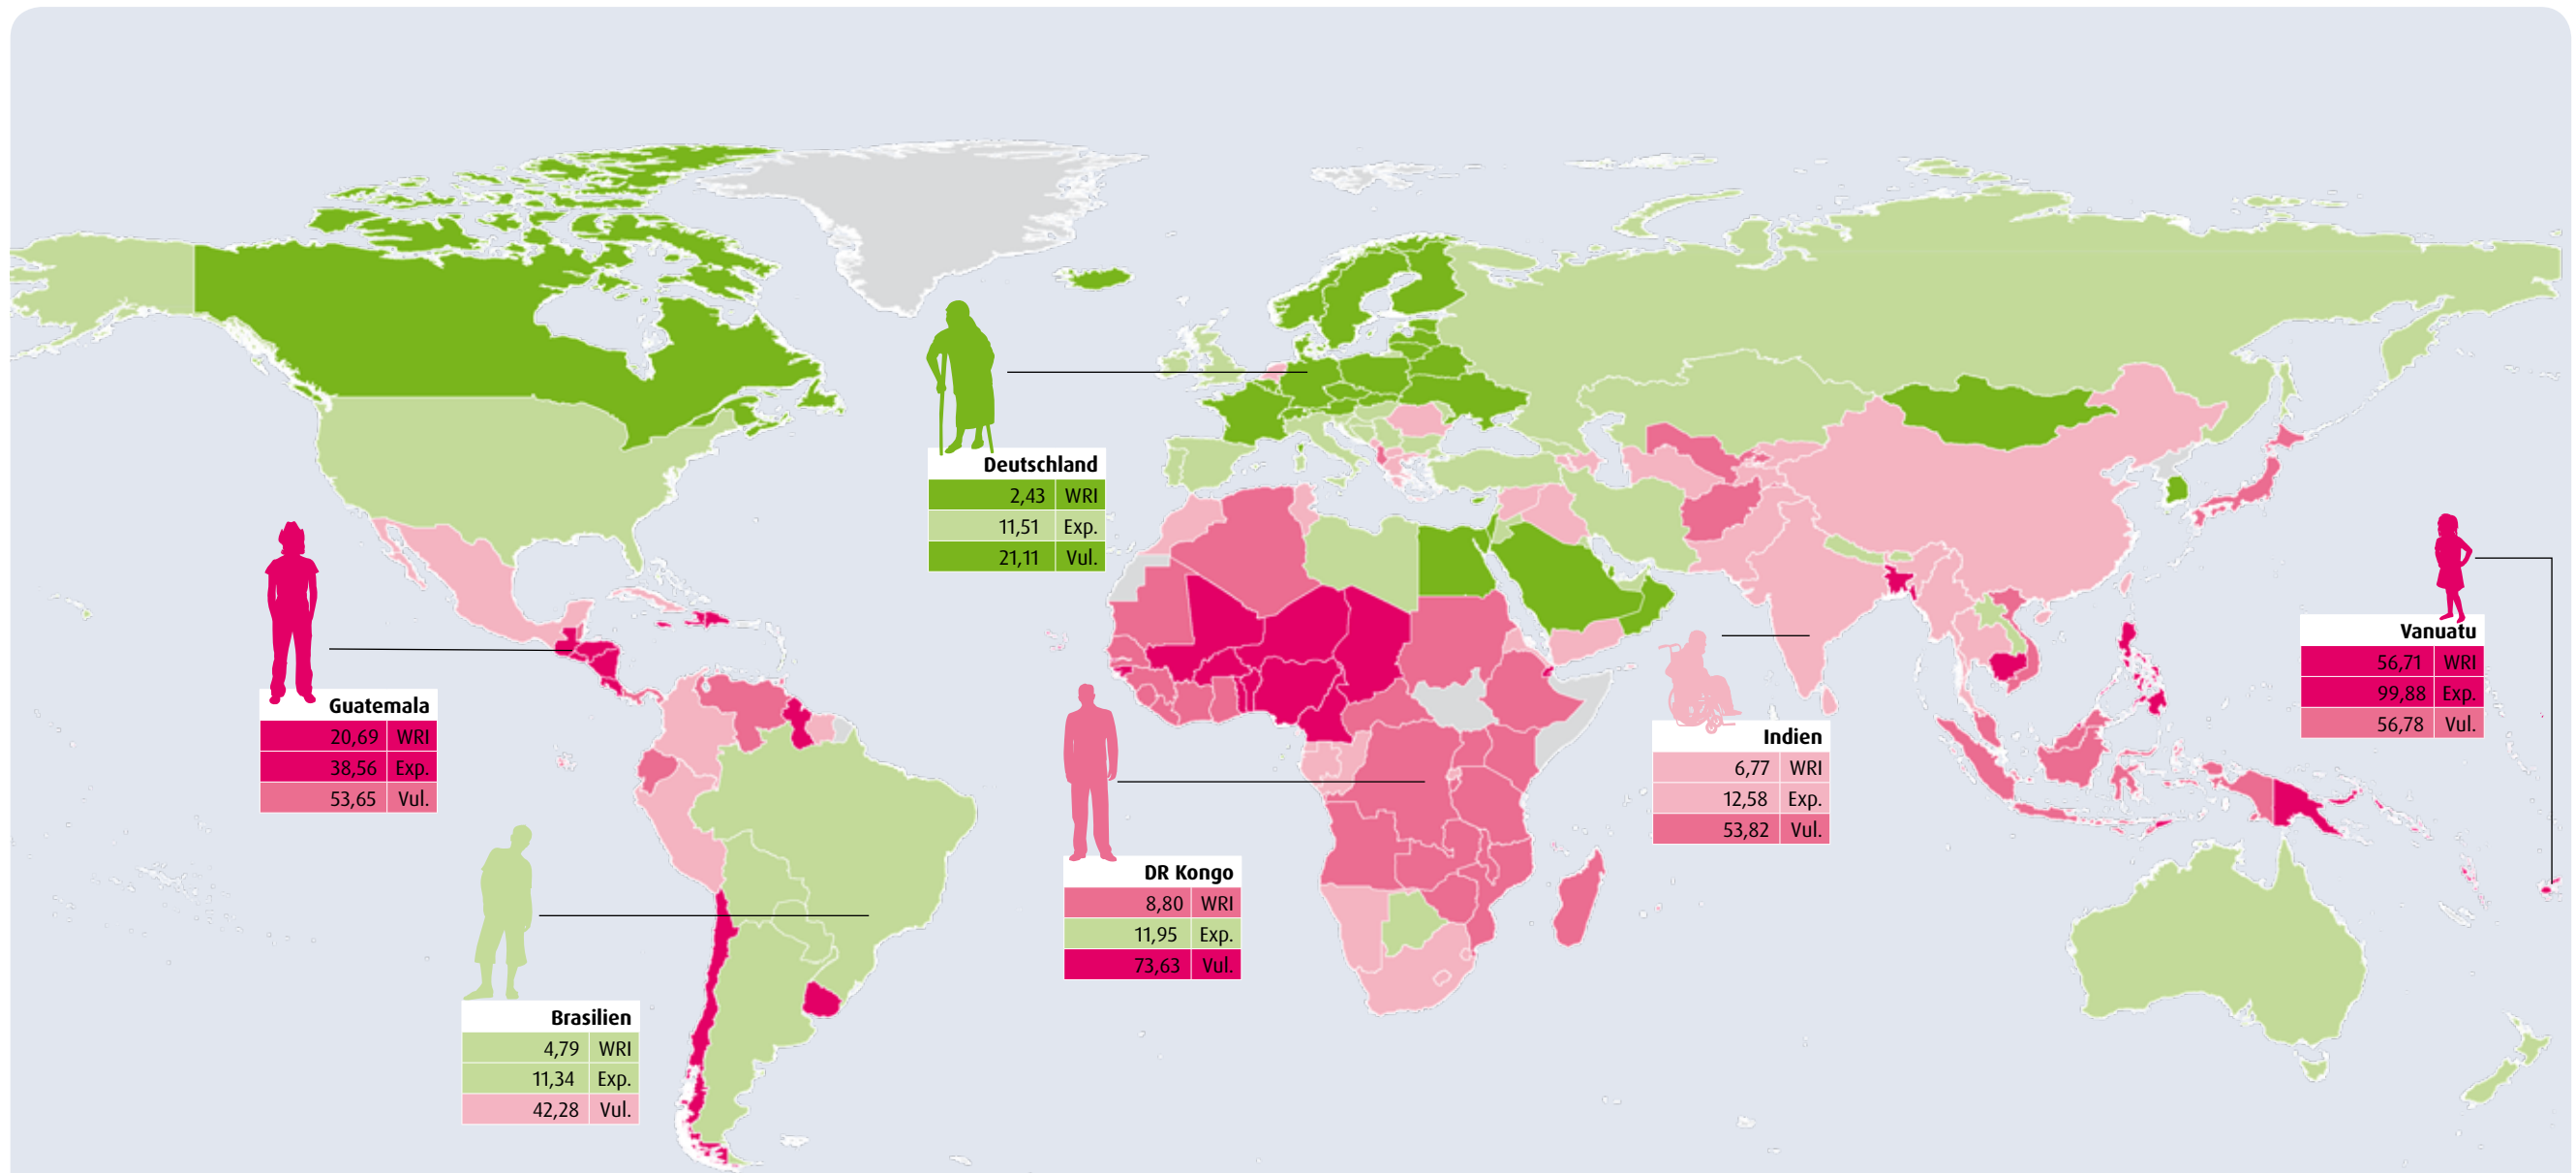 Deutschland
2,43 WRI
11,51 Exp.
21,11 Vul.
Guatemala
20,69 WRI
38,56 Exp.
53,65 Vul.
Brasilien
4,79 WRI
11,34 Exp.
42,28 Vul.
DR Kongo
8,80 WRI
11,95 Exp.
73,63 Vul.
Indien
6,77 WRI
12,58 Exp.
53,82 Vul.
Vanuatu
56,71 WRI
99,88 Exp.
56,78 Vul.